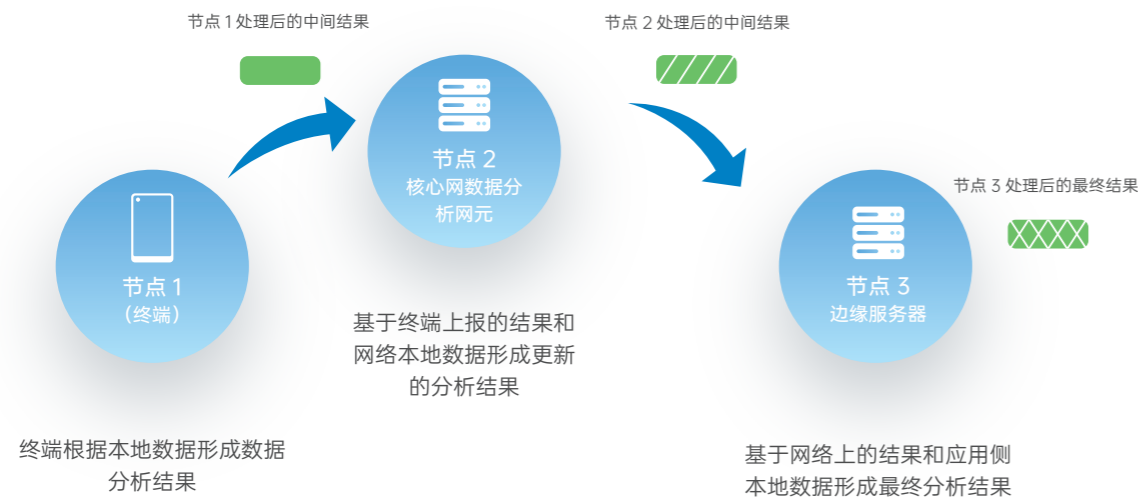 节点 1 处理后的中间结果
节点 2 处理后的中间结果
节点 2
核心网数据分
析网元
节点 3 处理后的最终结果
节点 1
（终端）
节点 3
边缘服务器
基于终端上报的结果和
网络本地数据形成更新
的分析结果
终端根据本地数据形成数据
分析结果
基于网络上的结果和应用侧
本地数据形成最终分析结果